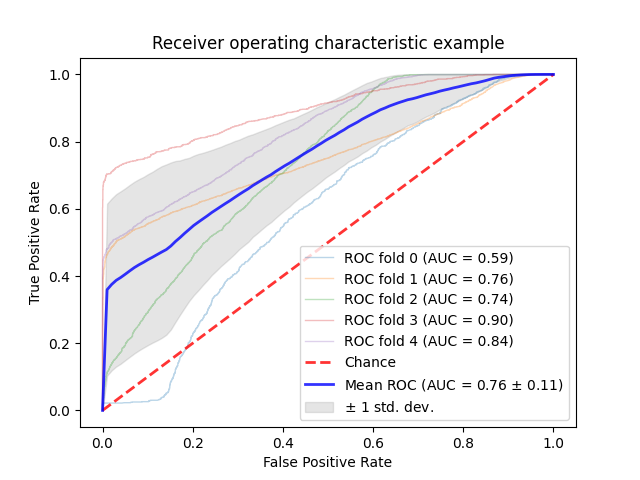 Receiver operating characteristic example
True Positive Rate
1.0
0.8
0.6
0.4
0.2
0.0
ROC fold 0 (AUC = 0.59)
ROC fold 1 (AUC = 0.76)
ROC fold 2 (AUC = 0.74)
ROC fold 3 (AUC = 0.90)
ROC fold 4 (AUC = 0.84)
Chance
Mean ROC (AUC = 0.76 ± 0.11)
± 1 std. dev.
0.0 0.2 0.4 0.6 0.8 1.0
False Positive Rate